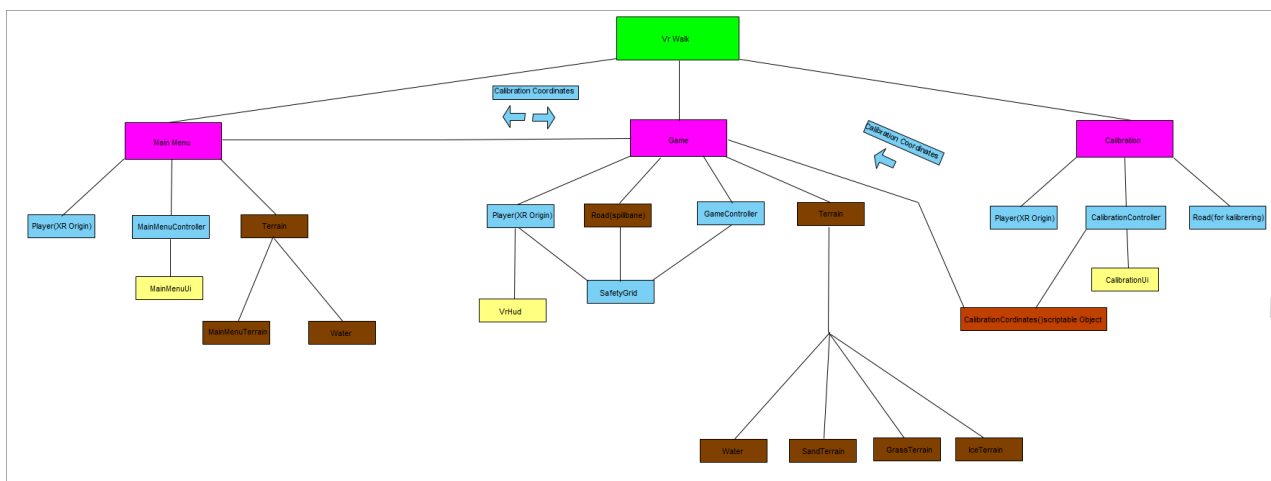 Vr Walk
Calibration Coordinates
Main Menu
Game
Calibration Coordinates
Calibration
Player(XR Origin)
MainMenuController
Terrain
Player(XR Origin)
Road(spillbane)
GameController
Terrain
Player(XR Origin)
CalibrationController
Road(for kalibrering)
MainMenuUi
VrHud
SafetyGrid
CalibrationUi
CalibrationCordinates()scriptable Object
MainMenuTerrain
Water
Water
SandTerrain
GrassTerrain
IceTerrain